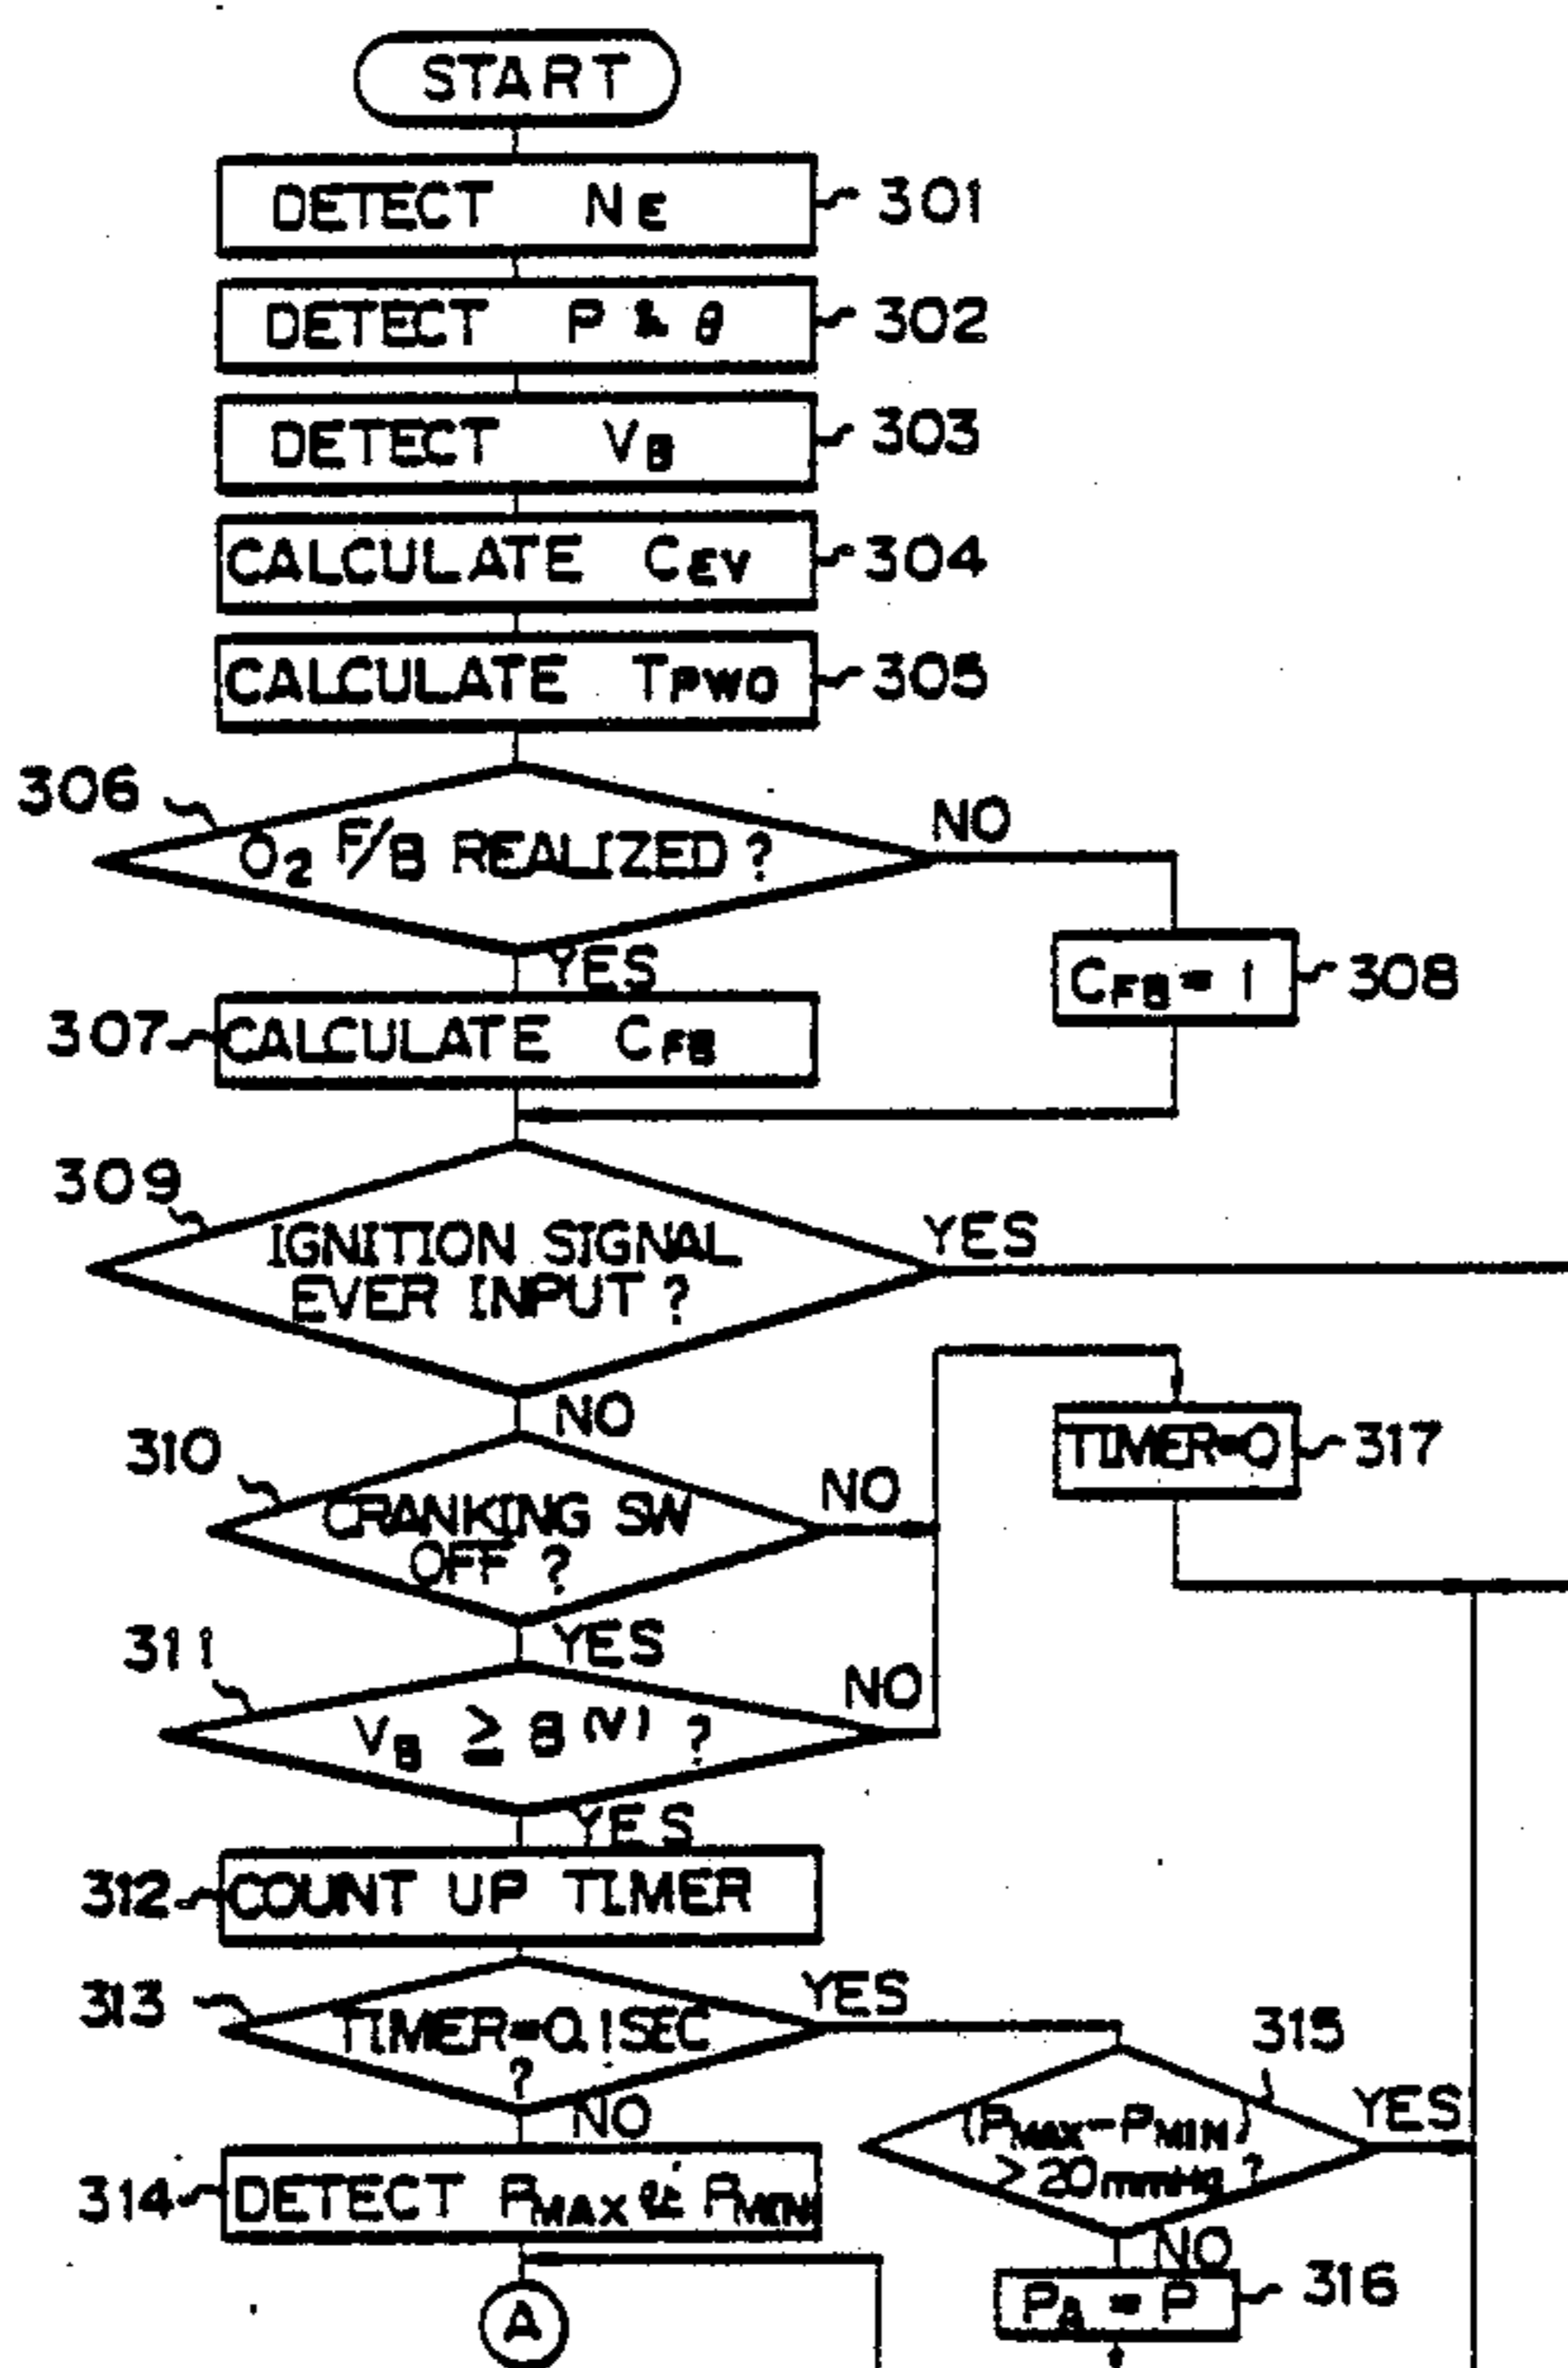 START
DETECT NE
301
DETECT P & θ
302
DETECT VB
303
CALCULATE CEV
304
CALCULATE TPWO
305
306
O2 F/B REALIZED ?
NO
YES
CFB = 1
308
307
CALCULATE CFB
309
IGNITION SIGNAL
EVER INPUT ?
YES
NO
310
CRANKING SW
OFF ?
NO
TIMER=0
317
YES
311
VB ≥ 8 (V) ?
NO
YES
312
COUNT UP TIMER
313
TIMER=0.1SEC
?
YES
NO
315
(PMAX-PMIN)
>20mmHg ?
YES
NO
314
DETECT PMAX & PMIN
A
PA = P
316